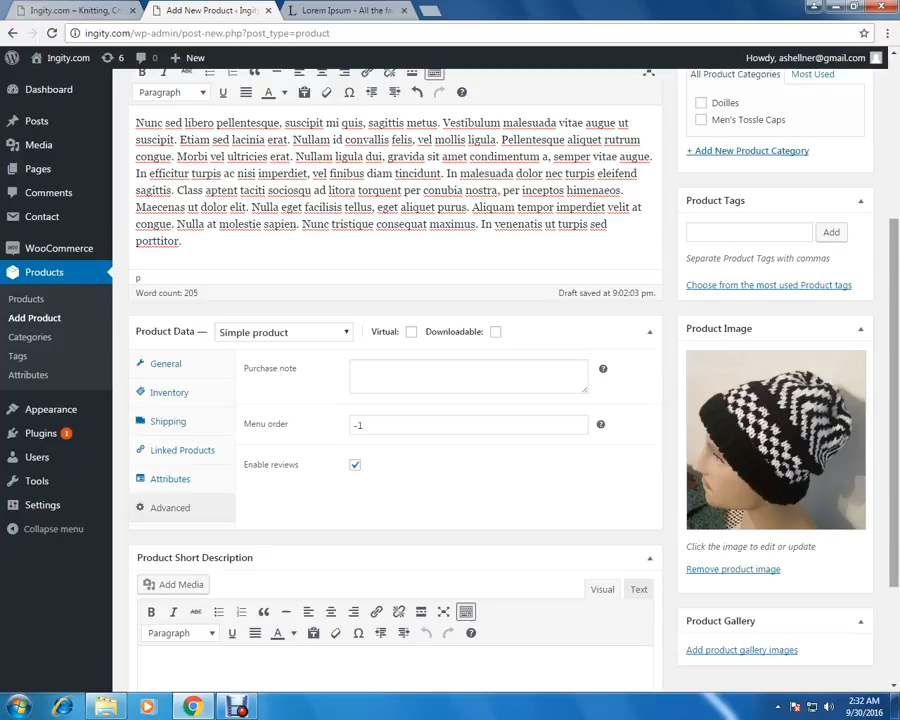 Ingity.com – Knitting, Cr
Add New Product ‹ Ingity
Lorem Ipsum - All the fa
ingity.com/wp-admin/post-new.php?post_type=product
Ingity.com
6
0
New
Howdy, ashellner@gmail.com
Dashboard
Posts
Media
Pages
Comments
Contact
WooCommerce
Products
Products
Add Product
Categories
Tags
Attributes
Appearance
Plugins 1
Users
Tools
Settings
Collapse menu
Paragraph
Nunc sed libero pellentesque, suscipit mi quis, sagittis metus. Vestibulum malesuada vitae augue ut
suscipit. Etiam sed lacinia erat. Nullam id convallis felis, vel mollis ligula. Pellentesque aliquet rutrum
congue. Morbi vel ultricies erat. Nullam ligula dui, gravida sit amet condimentum a, semper vitae augue.
In efficitur turpis ac nisi imperdiet, vel finibus diam tincidunt. In malesuada dolor nec turpis eleifend
sagittis. Class aptent taciti sociosqu ad litora torquent per conubia nostra, per inceptos himenaeos.
Maecenas ut dolor elit. Nulla eget facilisis tellus, eget aliquet purus. Aliquam tempor imperdiet velit at
congue. Nulla at molestie sapien. Nunc tristique consequat maximus. In venenatis ut turpis sed
porttitor.
p
Word count: 205
Draft saved at 9:02:03 pm.
Product Data —
Simple product
Virtual:
Downloadable:
General
Inventory
Shipping
Linked Products
Attributes
Advanced
Purchase note
Menu order
-1
Enable reviews
Product Short Description
Add Media
Visual
Text
Paragraph
All Product Categories
Most Used
Doilles
Men's Tossle Caps
+ Add New Product Category
Product Tags
Add
Separate Product Tags with commas
Choose from the most used Product tags
Product Image
Click the image to edit or update
Remove product image
Product Gallery
Add product gallery images
2:32 AM
9/30/2016